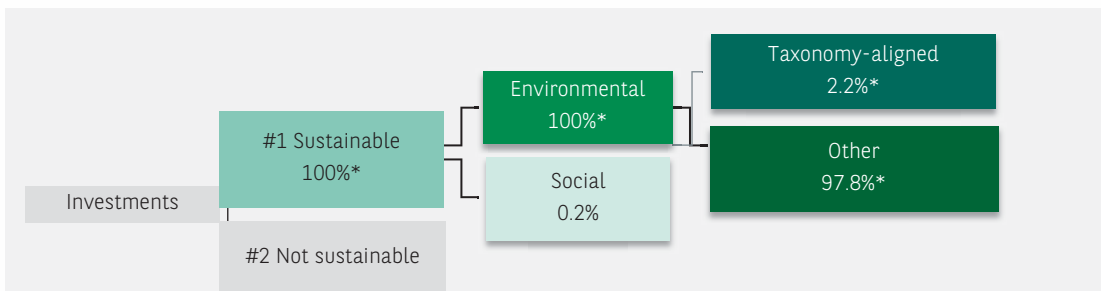 Investments
#1 Sustainable
100%*
#2 Not sustainable
Environmental
100%*
Social
0.2%
Taxonomy-aligned
2.2%*
Other
97.8%*